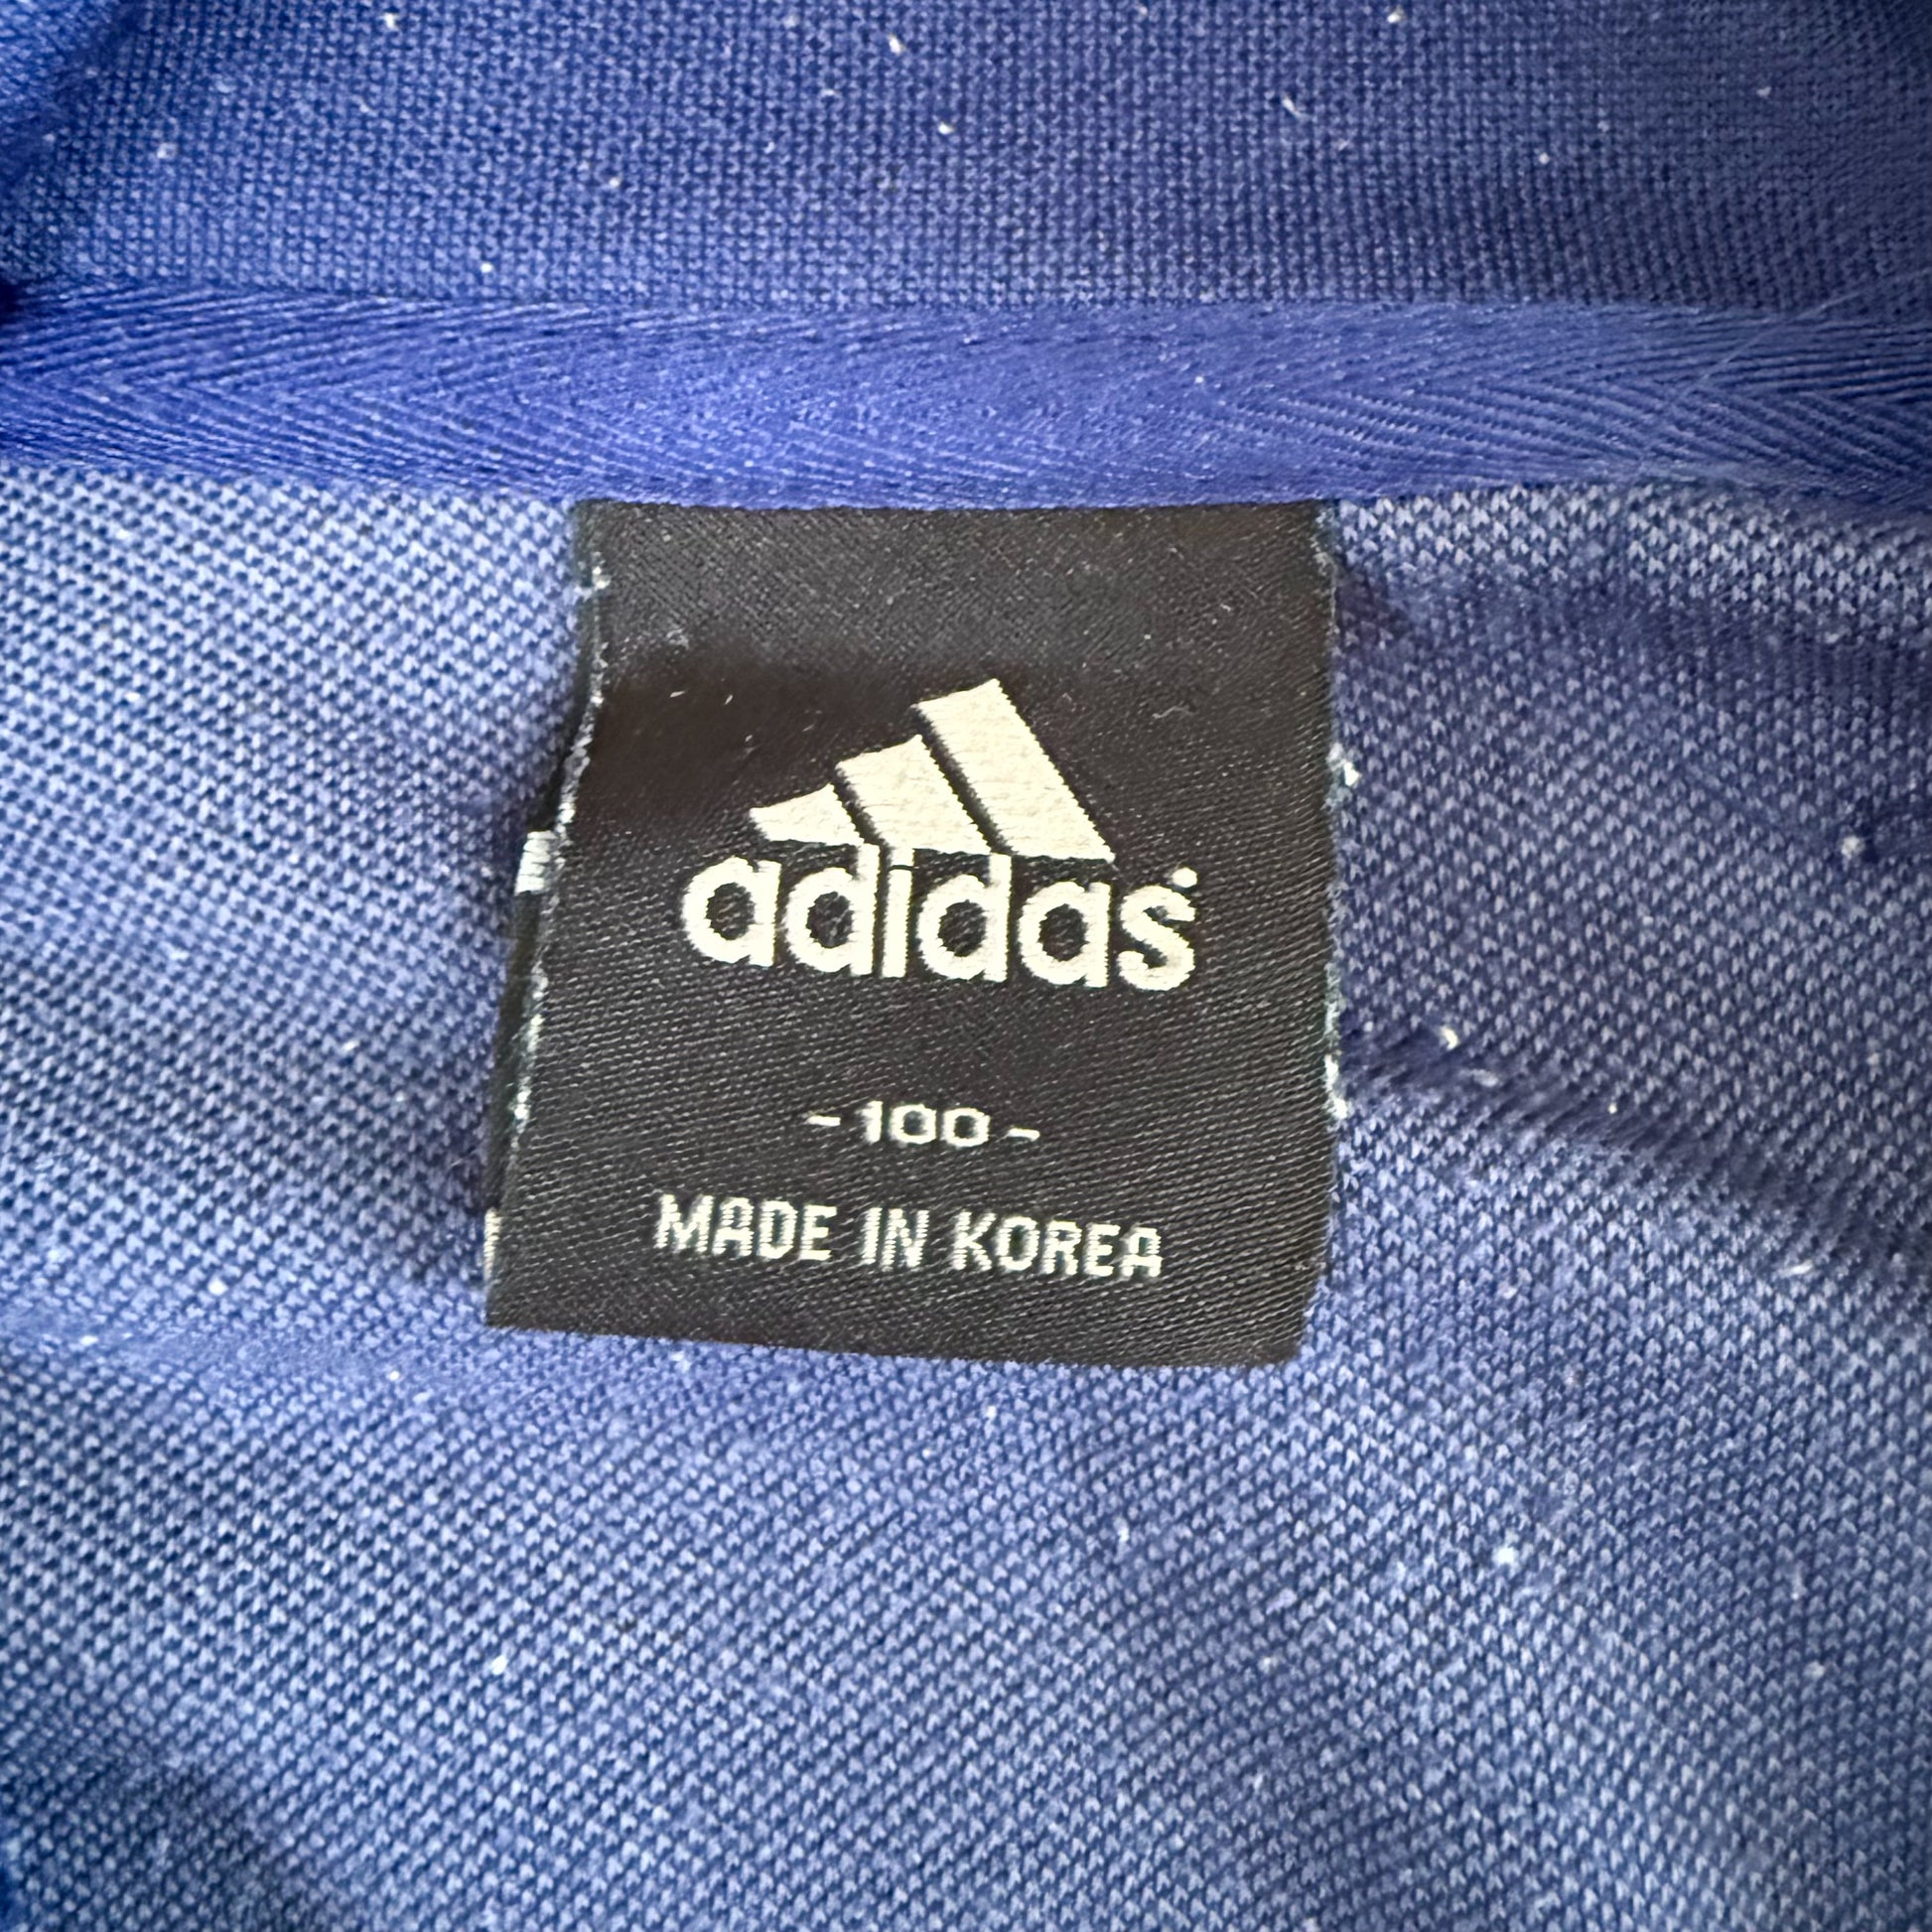 adidas
- 100 -
MADE IN KOREA